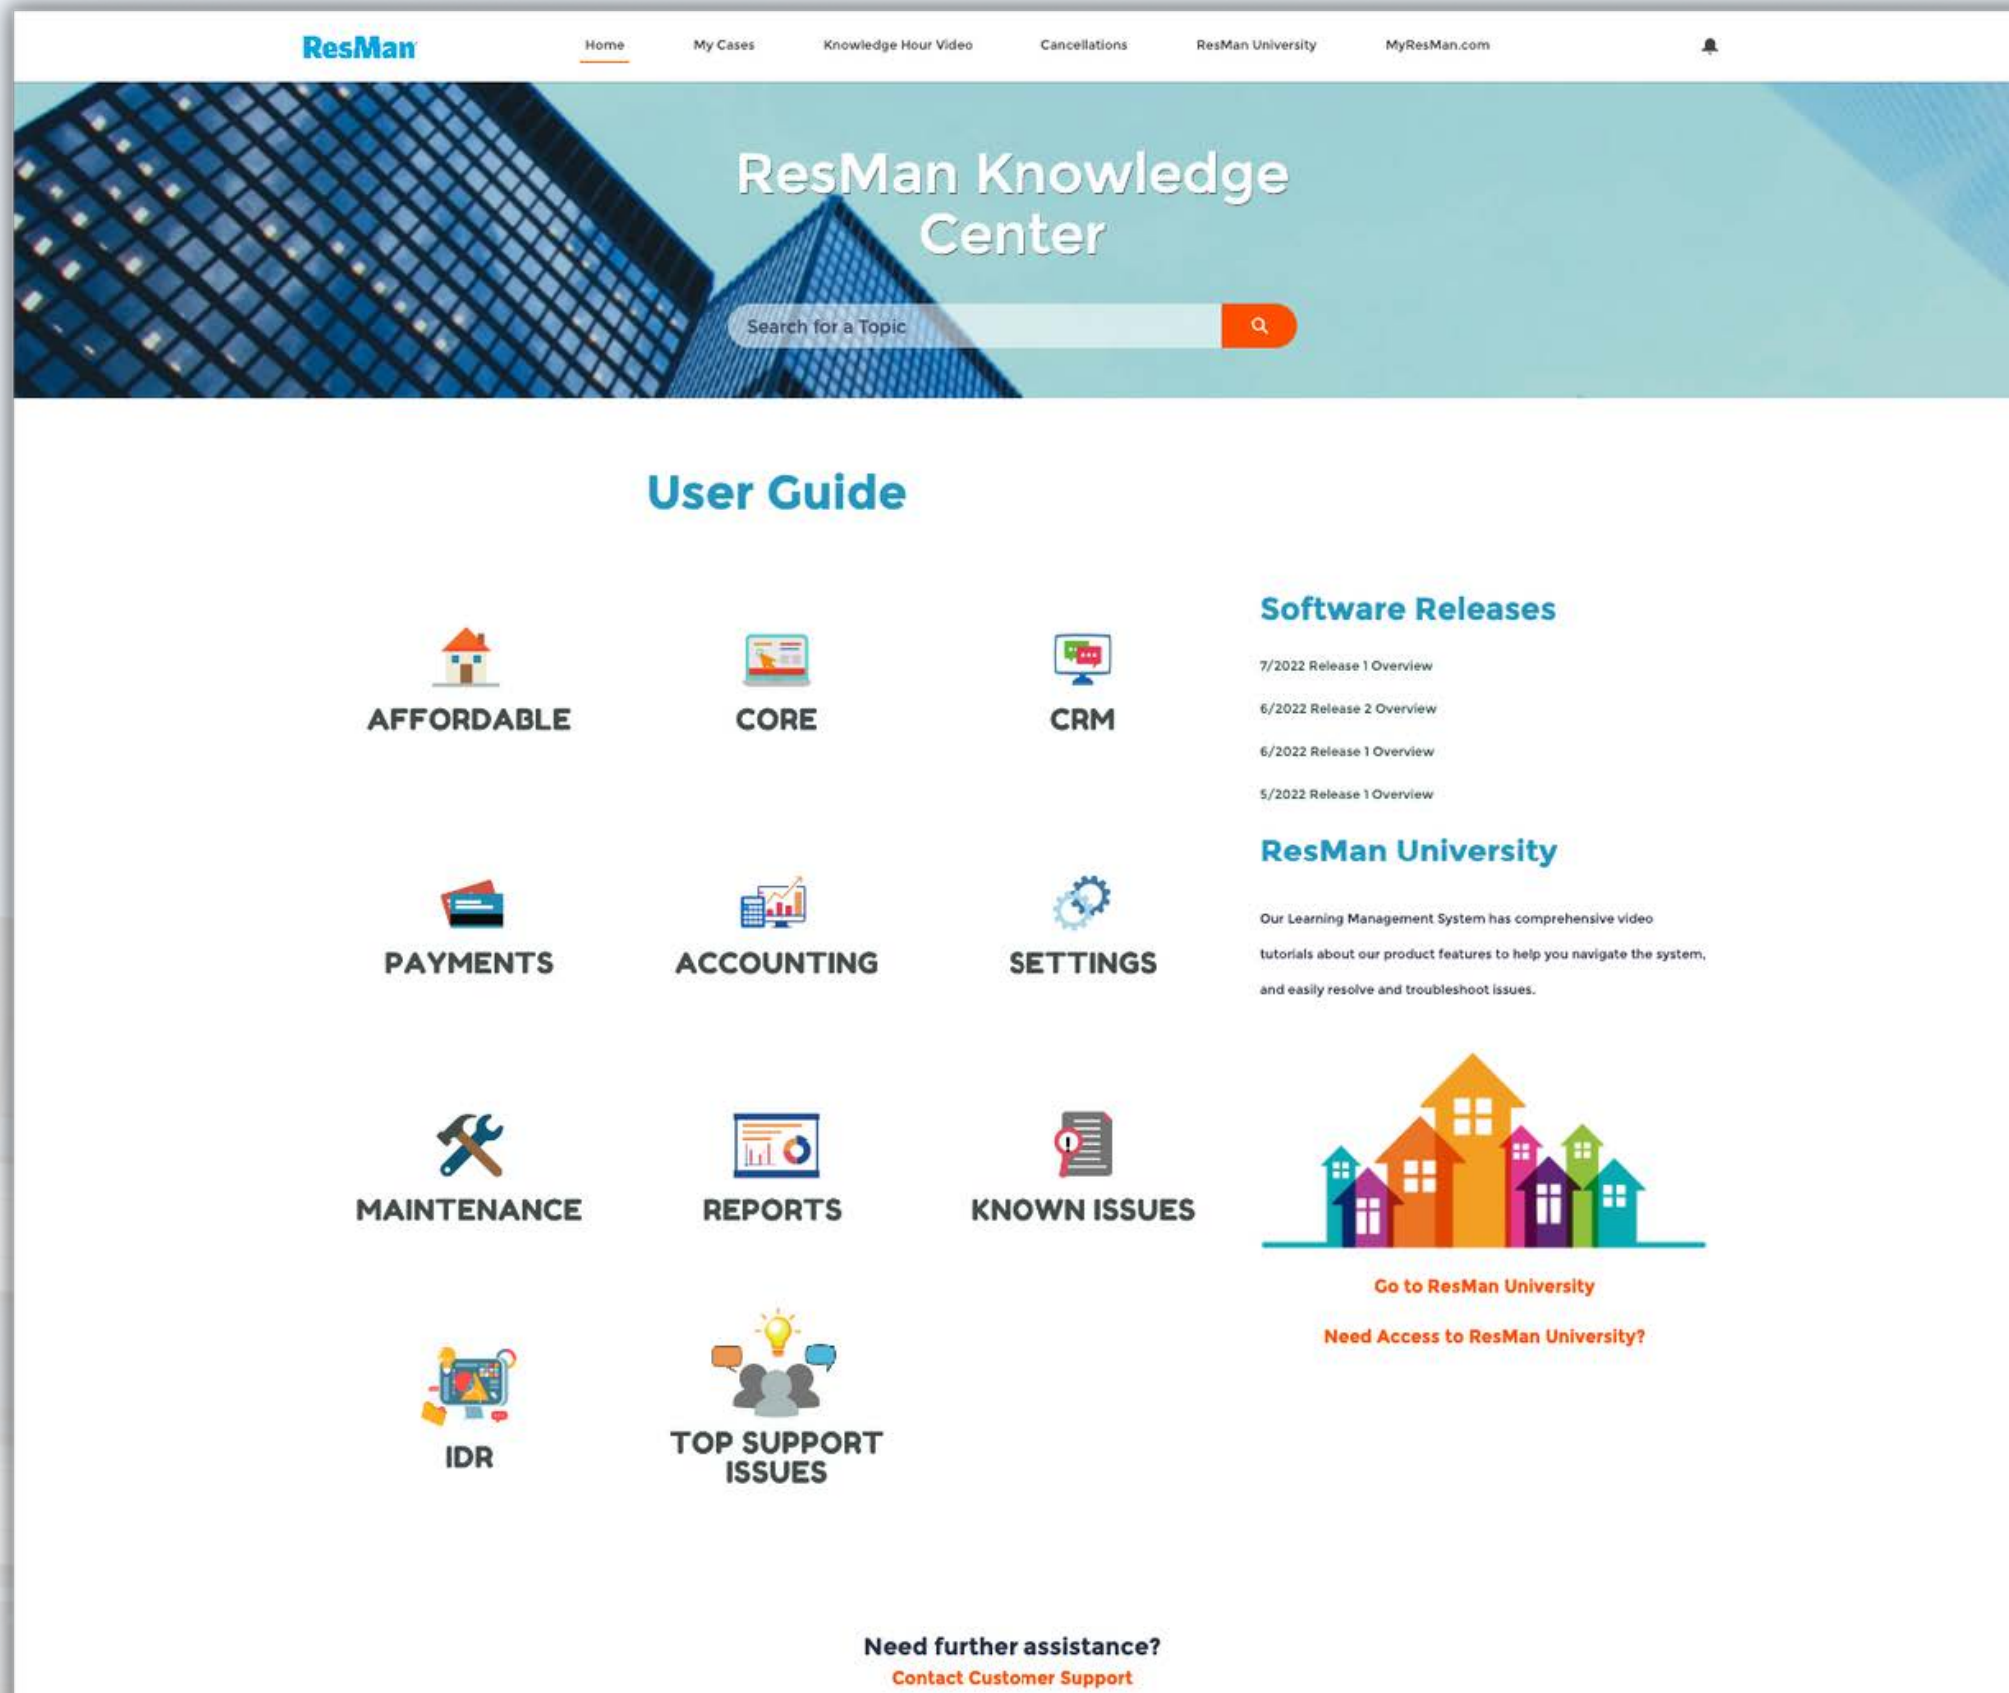 ResMan
Home
My Cases
Knowledge Hour Video
Cancellations
ResMan University
MyResMan.com
ResMan Knowledge
Center
Search for a Topic
User Guide
AFFORDABLE
CORE
CRM
PAYMENTS
ACCOUNTING
SETTINGS
MAINTENANCE
REPORTS
KNOWN ISSUES
IDR
TOP SUPPORT
ISSUES
Software Releases
7/2022 Release 1 Overview
6/2022 Release 2 Overview
6/2022 Release 1 Overview
5/2022 Release 1 Overview
ResMan University
Our Learning Management System has comprehensive video
tutorials about our product features to help you navigate the system,
and easily resolve and troubleshoot issues.
Go to ResMan University
Need Access to ResMan University?
Need further assistance?
Contact Customer Support